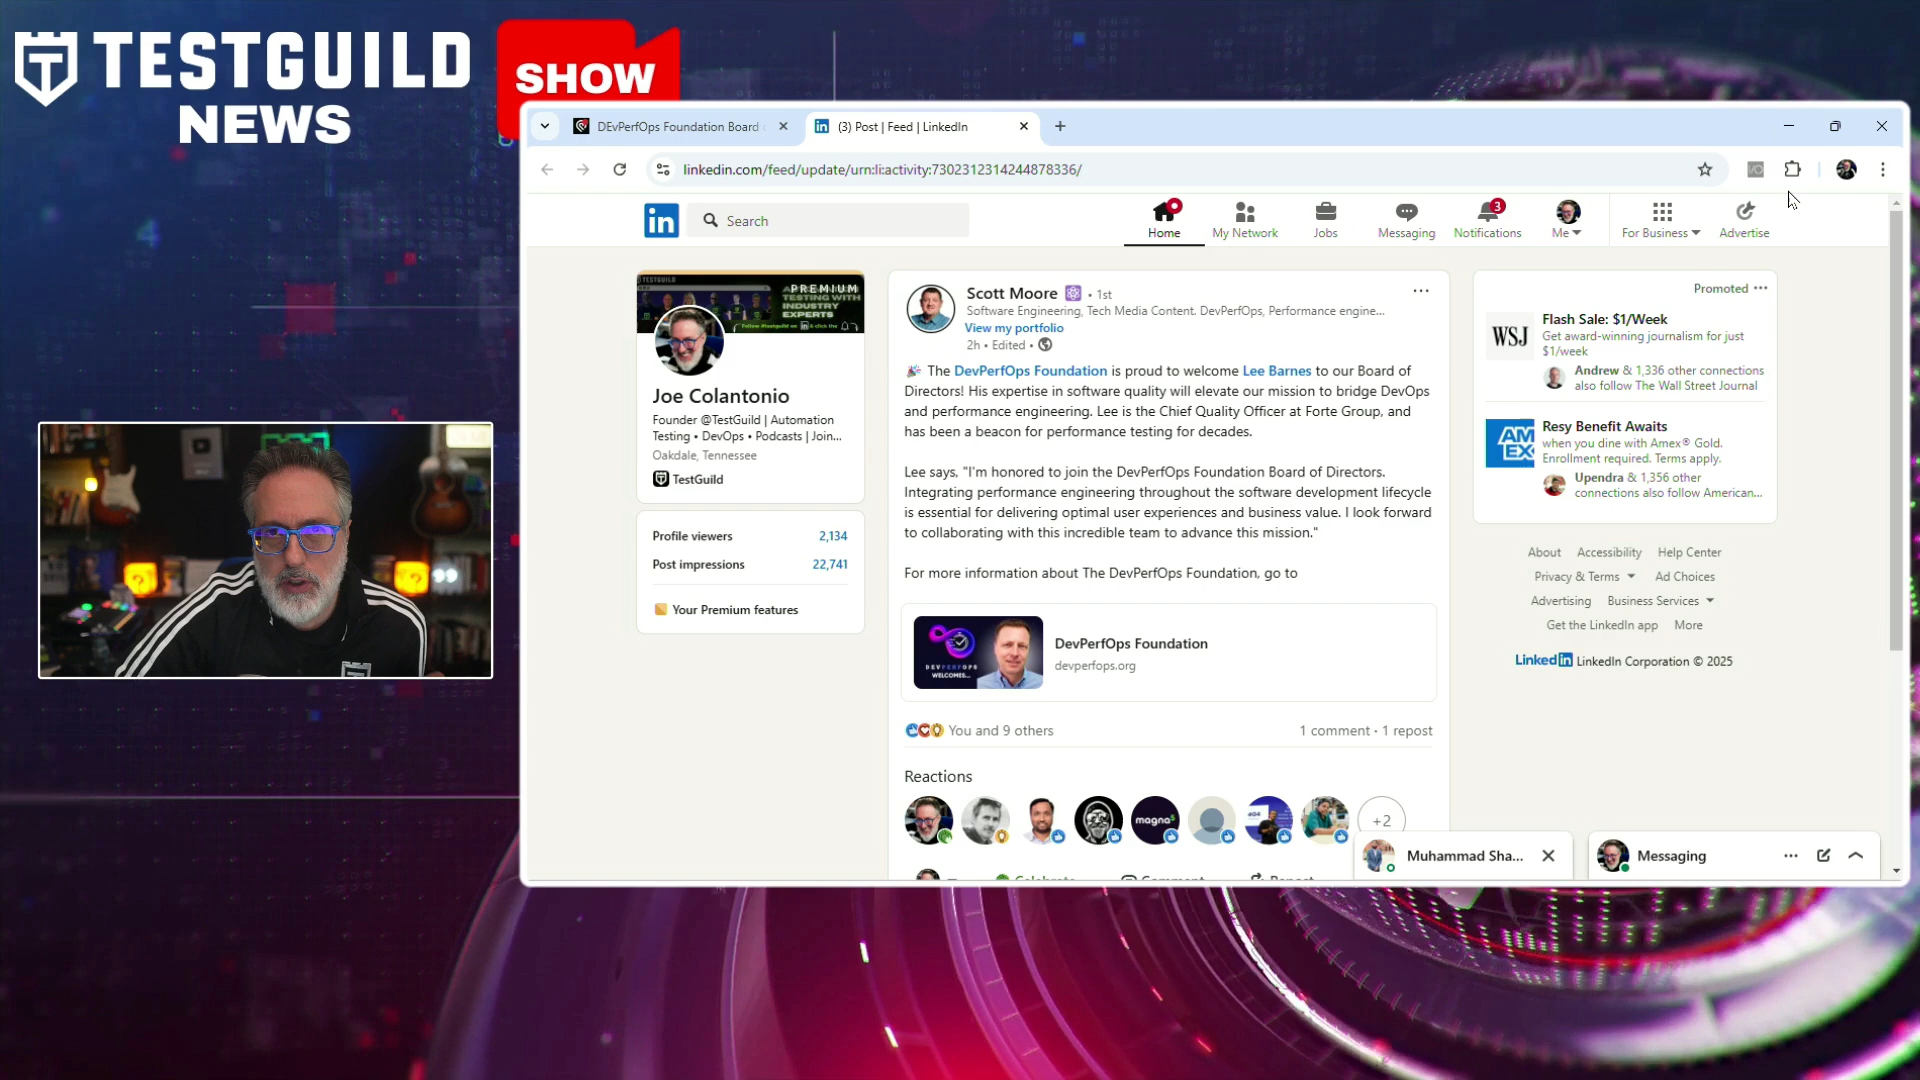 TESTGUILD
NEWS
SHOW
DEvPerfOps Foundation Board
(3) Post | Feed | LinkedIn
linkedin.com/feed/update/urn:li:activity:7302312314244878336/
in
Search
Home
My Network
Jobs
Messaging
3
Notifications
Me
For Business
Advertise
TESTGUILD
PREMIUM
TESTING WITH
INDUSTRY
EXPERTS
Joe Colantonio
Founder @TestGuild | Automation
Testing • DevOps • Podcasts | Join...
Oakdale, Tennessee
TestGuild
Profile viewers 2,134
Post impressions 22,741
Your Premium features
Scott Moore • 1st
Software Engineering, Tech Media Content. DevPerfOps, Performance engine...
View my portfolio
2h • Edited •
The DevPerfOps Foundation is proud to welcome Lee Barnes to our Board of
Directors! His expertise in software quality will elevate our mission to bridge DevOps
and performance engineering. Lee is the Chief Quality Officer at Forte Group, and
has been a beacon for performance testing for decades.
Lee says, "I'm honored to join the DevPerfOps Foundation Board of Directors.
Integrating performance engineering throughout the software development lifecycle
is essential for delivering optimal user experiences and business value. I look forward
to collaborating with this incredible team to advance this mission."
For more information about The DevPerfOps Foundation, go to
DEVPERFOPS
WELCOMES...
DevPerfOps Foundation
devperfops.org
You and 9 others
1 comment • 1 repost
Reactions
magna5
+2
Celebrate
Comment
Repost
Promoted
WSJ
Flash Sale: $1/Week
Get award-winning journalism for just
$1/week
Andrew & 1,336 other connections
also follow The Wall Street Journal
AM
EX
Resy Benefit Awaits
when you dine with Amex® Gold.
Enrollment required. Terms apply.
Upendra & 1,356 other
connections also follow American...
About Accessibility Help Center
Privacy & Terms Ad Choices
Advertising Business Services
Get the LinkedIn app More
LinkedIn LinkedIn Corporation © 2025
Muhammad Sha...
Messaging